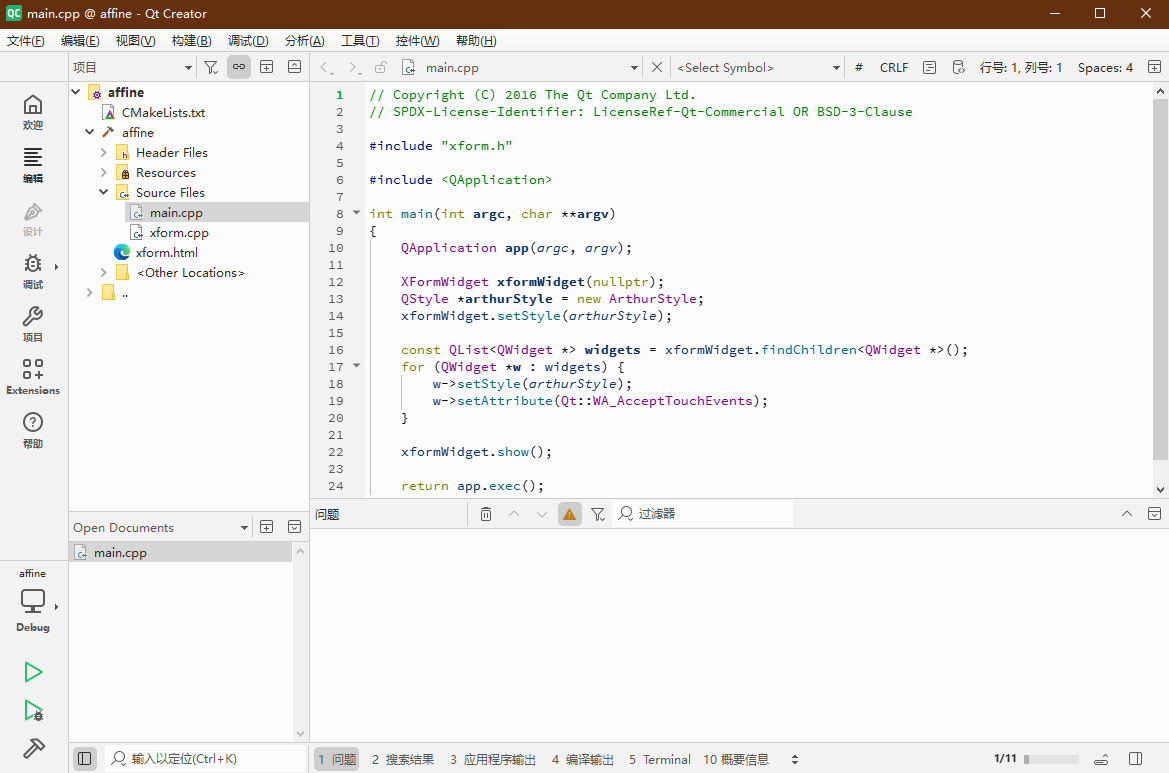 QC main.cpp @ affine - Qt Creator
文件(F) 编辑(E) 视图(V) 构建(B) 调试(D) 分析(A) 工具(T) 控件(W) 帮助(H)
项目
main.cpp
<Select Symbol>
# CRLF 行号: 1, 列号: 1 Spaces: 4
欢迎
编辑
设计
调试
项目
Extensions
帮助
affine
Debug
affine
CMakeLists.txt
affine
Header Files
Resources
Source Files
main.cpp
xform.cpp
xform.html
<Other Locations>
..
Open Documents
main.cpp
1 // Copyright (C) 2016 The Qt Company Ltd.
2 // SPDX-License-Identifier: LicenseRef-Qt-Commercial OR BSD-3-Clause
3
4 #include "xform.h"
5
6 #include <QApplication>
7
8 int main(int argc, char **argv)
9 {
10 QApplication app(argc, argv);
11
12 XFormWidget xformWidget(nullptr);
13 QStyle *arthurStyle = new ArthurStyle;
14 xformWidget.setStyle(arthurStyle);
15
16 const QList<QWidget *> widgets = xformWidget.findChildren<QWidget *>();
17 for (QWidget *w : widgets) {
18 w->setStyle(arthurStyle);
19 w->setAttribute(Qt::WA_AcceptTouchEvents);
20 }
21
22 xformWidget.show();
23
24 return app.exec();
问题
过滤器
输入以定位(Ctrl+K)
1 问题 2 搜索结果 3 应用程序输出 4 编译输出 5 Terminal 10 概要信息
1/11